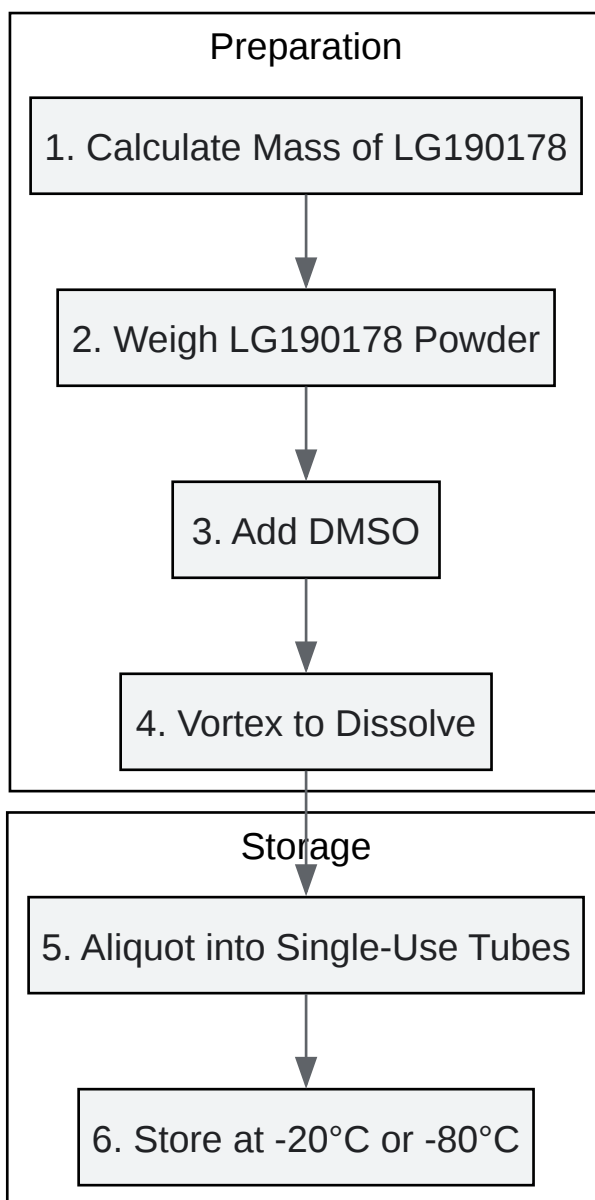 Preparation
1. Calculate Mass of LG190178
2. Weigh LG190178 Powder
3. Add DMSO
4. Vortex to Dissolve
Storage
5. Aliquot into Single-Use Tubes
6. Store at -20°C or -80°C